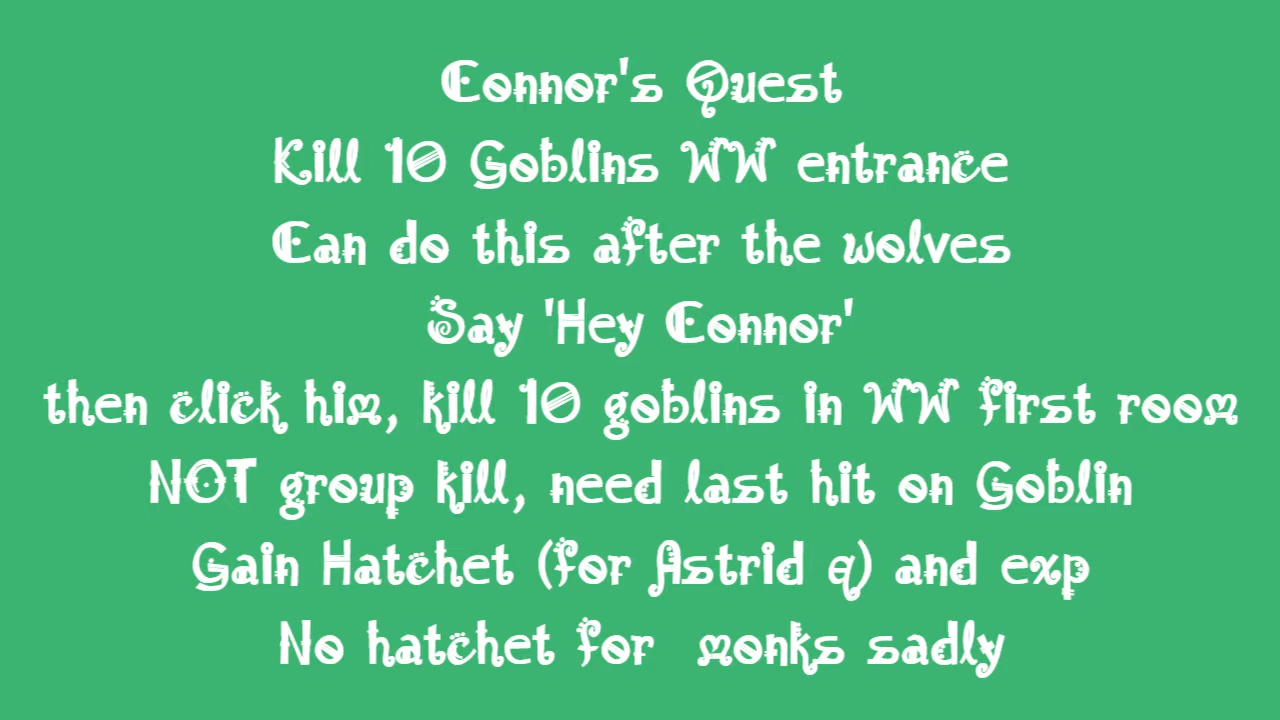 Connor's Quest
Kill 10 Goblins WW entrance
Can do this after the wolves
Say 'Hey Connor'
then click him, kill 10 goblins in WW first room
NOT group kill, need last hit on Goblin
Gain Hatchet (for Astrid q) and exp
No hatchet for monks sadly